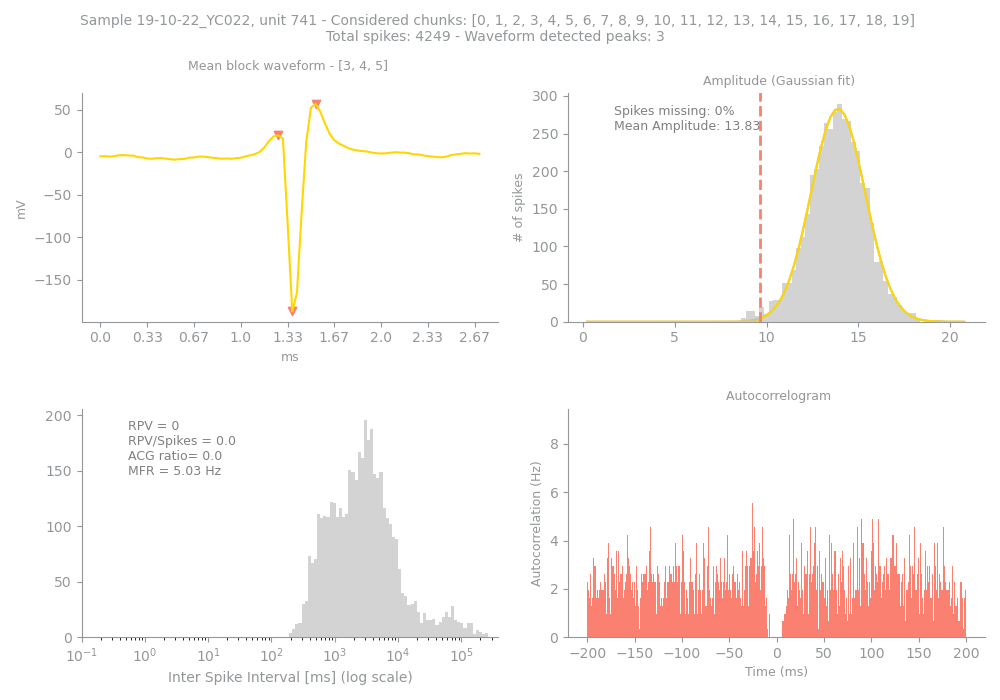 Sample 19-10-22_YC022, unit 741 - Considered chunks: [0, 1, 2, 3, 4, 5, 6, 7, 8, 9, 10, 11, 12, 13, 14, 15, 16, 17, 18, 19]
Total spikes: 4249 - Waveform detected peaks: 3
Mean block waveform - [3, 4, 5]
50
0
−50
−100
−150
mV
0.0 0.33 0.67 1.0 1.33 1.67 2.0 2.33 2.67
ms
Amplitude (Gaussian fit)
Spikes missing: 0%
Mean Amplitude: 13.83
300
250
200
150
100
50
0
# of spikes
0 5 10 15 20
RPV = 0
RPV/Spikes = 0.0
ACG ratio= 0.0
MFR = 5.03 Hz
200
150
100
50
0
10⁻¹ 10⁰ 10¹ 10² 10³ 10⁴ 10⁵
Inter Spike Interval [ms] (log scale)
Autocorrelogram
8
6
4
2
0
Autocorrelation (Hz)
−200 −150 −100 −50 0 50 100 150 200
Time (ms)